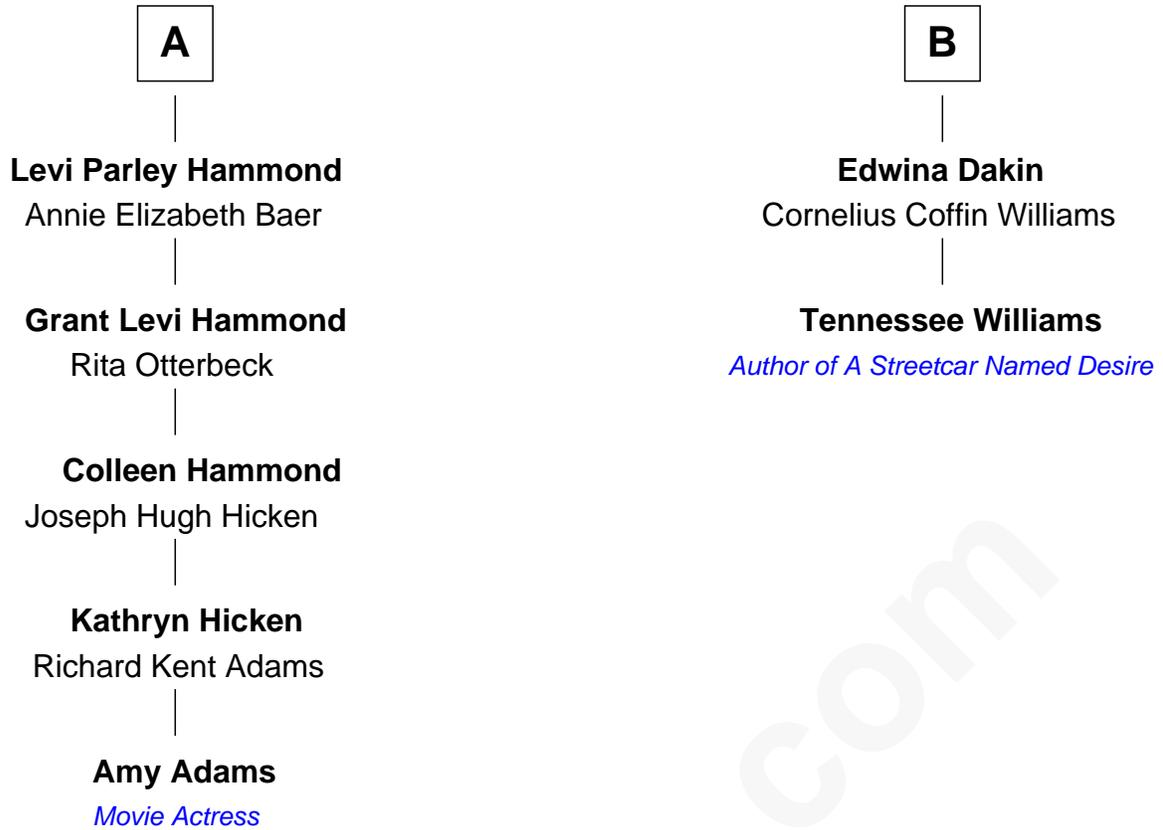 A
Levi Parley Hammond
Annie Elizabeth Baer
Grant Levi Hammond
Rita Otterbeck
Colleen Hammond
Joseph Hugh Hicken
Kathryn Hicken
Richard Kent Adams
Amy Adams
Movie Actress
B
Edwina Dakin
Cornelius Coffin Williams
Tennessee Williams
Author of A Streetcar Named Desire
com